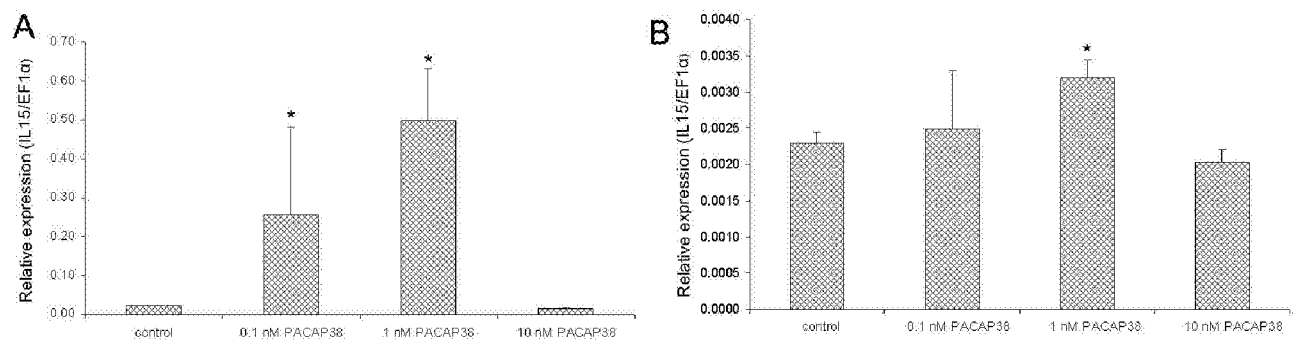 A
Relative expression (IL15/EF1α)
0.70
0.60
0.50
0.40
0.30
0.20
0.10
0.00
*
*
control
0.1 nM PACAP38
1 nM PACAP38
10 nM PACAP38
B
Relative expression (IL15/EF1α)
0.0040
0.0035
0.0030
0.0025
0.0020
0.0015
0.0010
0.0005
0.0000
*
control
0.1 nM PACAP38
1 nM PACAP38
10 nM PACAP38